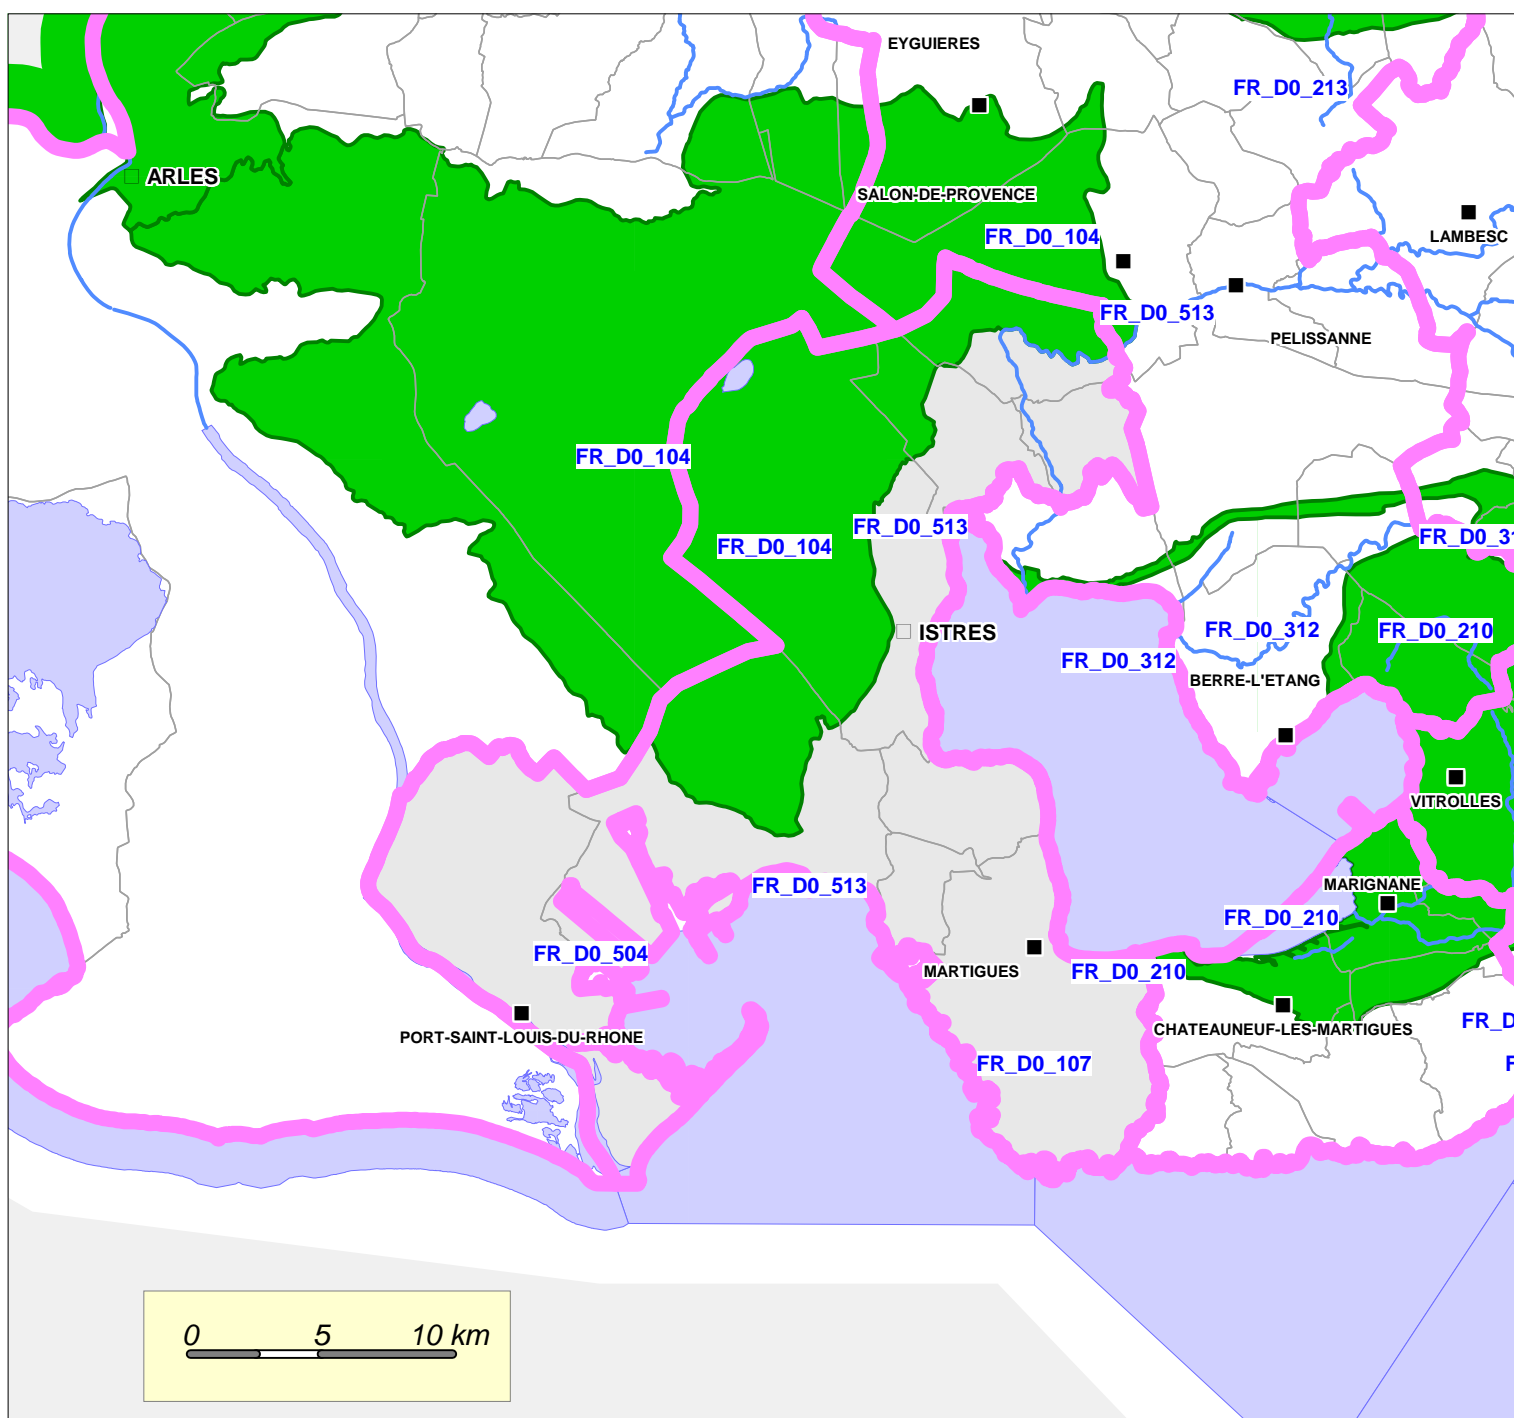 EYGUIERES
FR_D0_213
ARLES
SALON-DE-PROVENCE
FR_D0_104
LAMBESC
FR_D0_513
PELISSANNE
FR_D0_104
FR_D0_513
FR_D0_104
FR_D0_31
ISTRES
FR_D0_312
FR_D0_210
FR_D0_312
BERRE-L'ETANG
VITROLLES
FR_D0_513
MARIGNANE
FR_D0_210
FR_D0_504
MARTIGUES
FR_D0_210
PORT-SAINT-LOUIS-DU-RHONE
CHATEAUNEUF-LES-MARTIGUES
FR_D
FR_D0_107
F
0 5 10 km